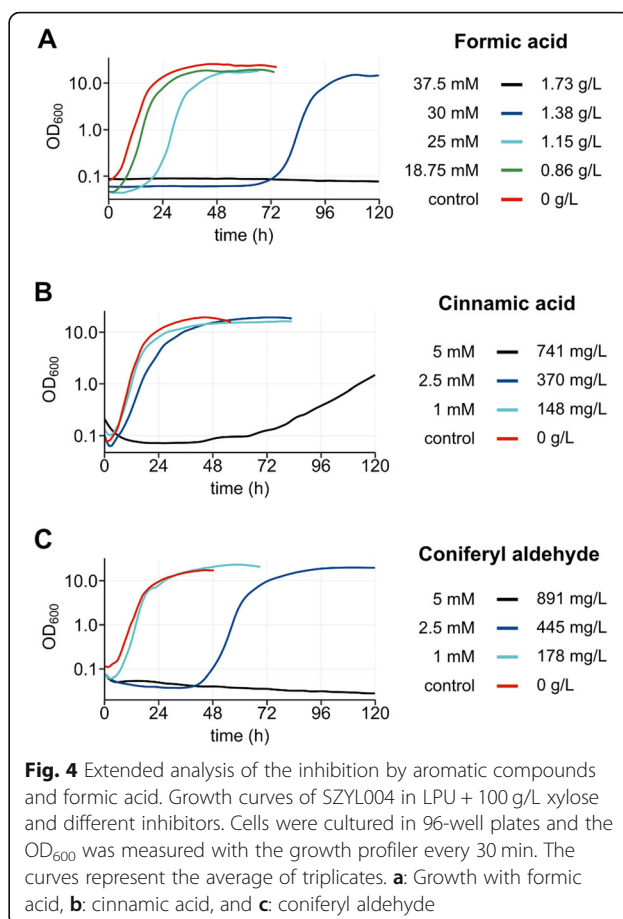 A
Formic acid
10.0
1.0
0.1
OD600
0 24 48 72 96 120
time (h)
37.5 mM 1.73 g/L
30 mM 1.38 g/L
25 mM 1.15 g/L
18.75 mM 0.86 g/L
control 0 g/L
B
Cinnamic acid
10.0
1.0
0.1
OD600
0 24 48 72 96 120
time (h)
5 mM 741 mg/L
2.5 mM 370 mg/L
1 mM 148 mg/L
control 0 g/L
C
Coniferyl aldehyde
10.0
1.0
0.1
OD600
0 24 48 72 96 120
time (h)
5 mM 891 mg/L
2.5 mM 445 mg/L
1 mM 178 mg/L
control 0 g/L
Fig. 4 Extended analysis of the inhibition by aromatic compounds
and formic acid. Growth curves of SZYL004 in LPU + 100 g/L xylose
and different inhibitors. Cells were cultured in 96-well plates and the
OD600 was measured with the growth profiler every 30 min. The
curves represent the average of triplicates. a: Growth with formic
acid, b: cinnamic acid, and c: coniferyl aldehyde